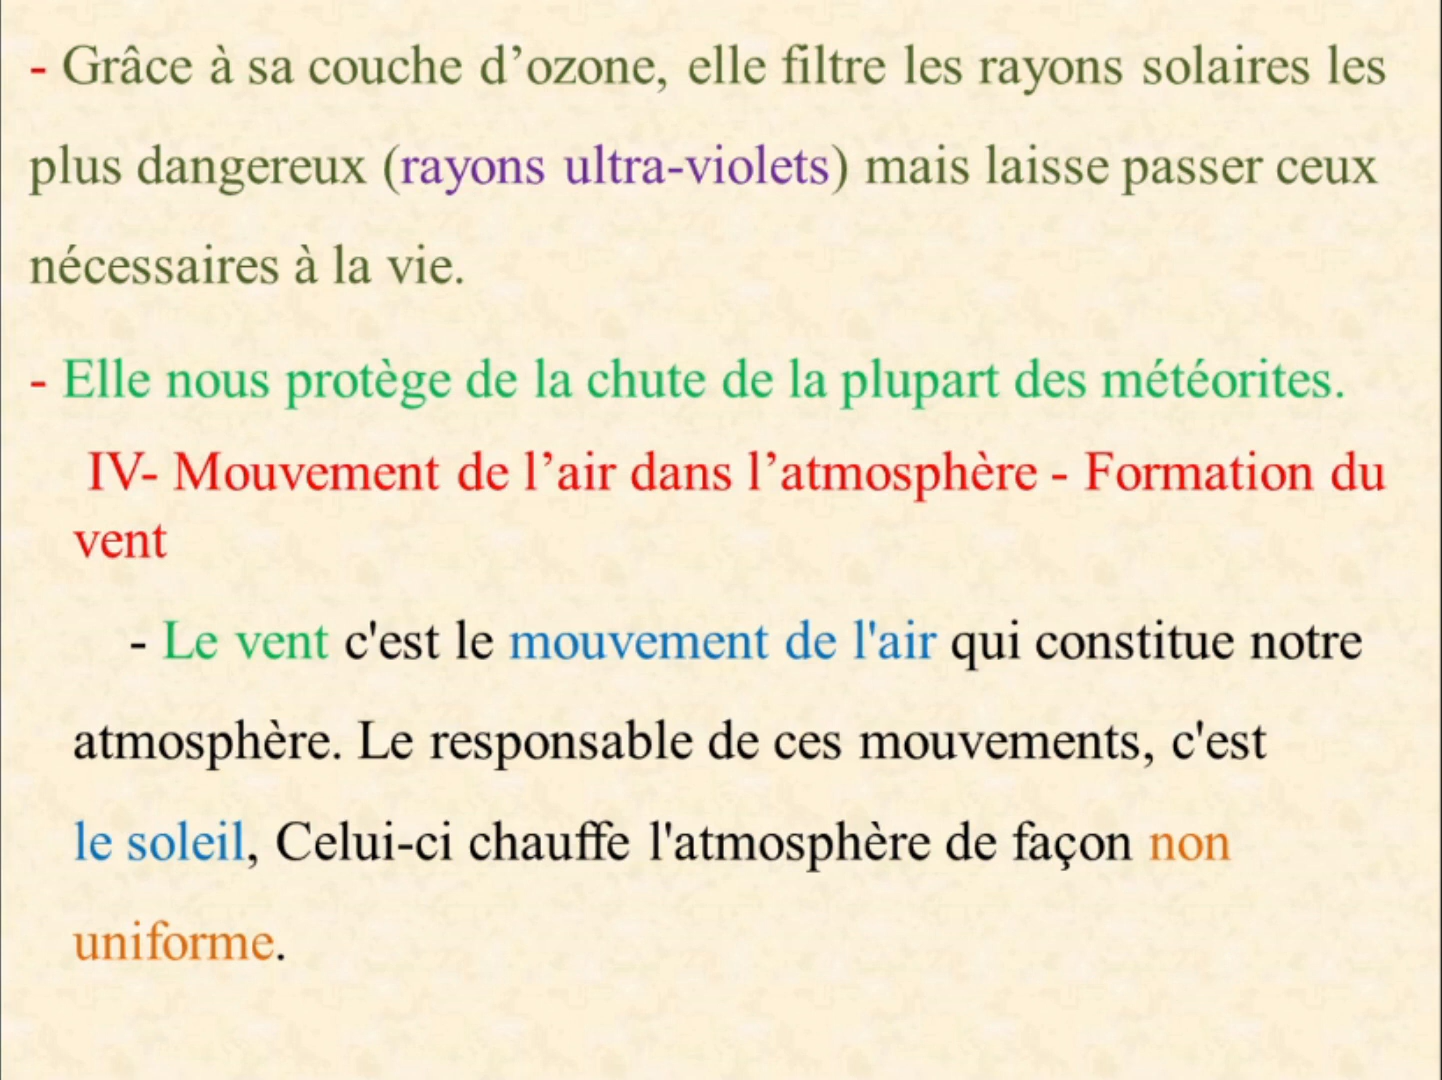 - Grâce à sa couche d’ozone, elle filtre les rayons solaires les
plus dangereux (rayons ultra-violets) mais laisse passer ceux
nécessaires à la vie.
- Elle nous protège de la chute de la plupart des météorites.
IV- Mouvement de l’air dans l’atmosphère - Formation du
vent
- Le vent c'est le mouvement de l'air qui constitue notre
atmosphère. Le responsable de ces mouvements, c'est
le soleil, Celui-ci chauffe l'atmosphère de façon non
uniforme.